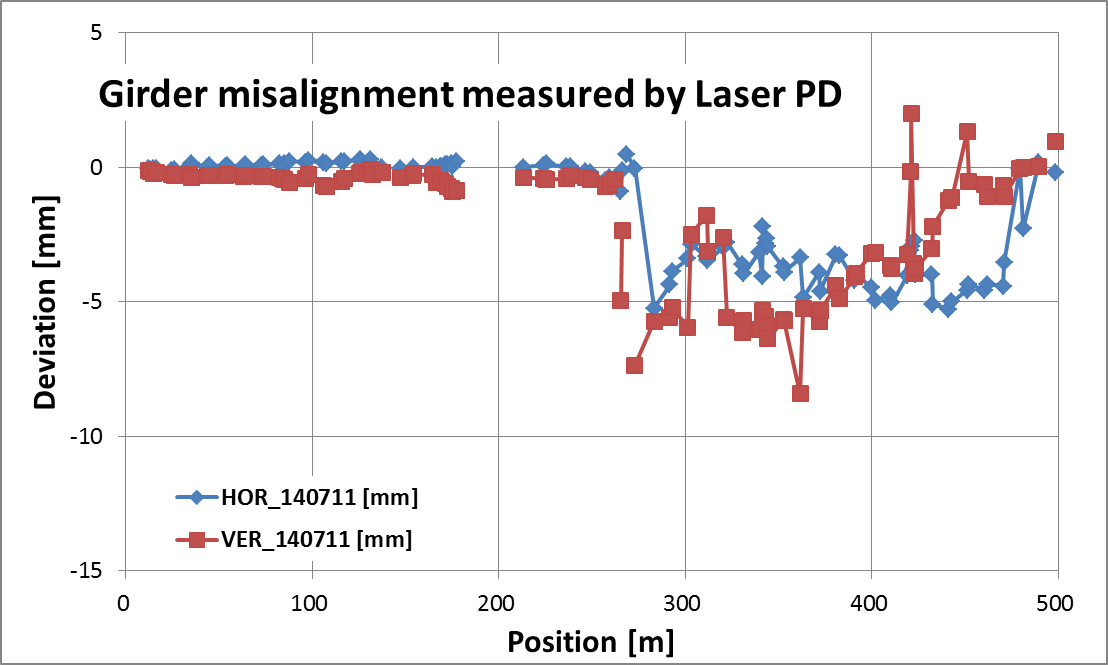 5
Girder misalignment measured by Laser PD
0
-5
-10
-15
Deviation [mm]
HOR_140711 [mm]
VER_140711 [mm]
0 100 200 300 400 500
Position [m]